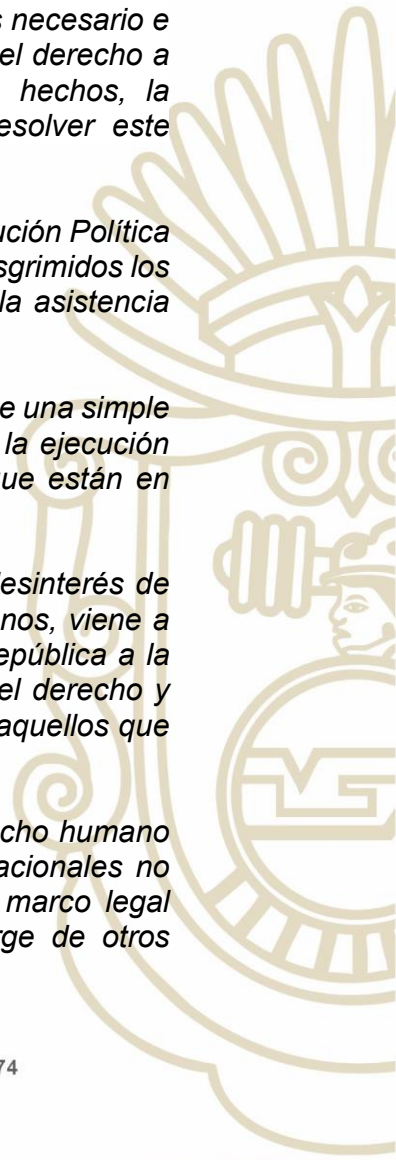 s necesario e
el derecho a
hechos, la
esolver este
ución Política
sgrimidos los
la asistencia
e una simple
la ejecución
ue están en
desinterés de
nos, viene a
epública a la
el derecho y
aquellos que
cho humano
acionales no
marco legal
rge de otros
74